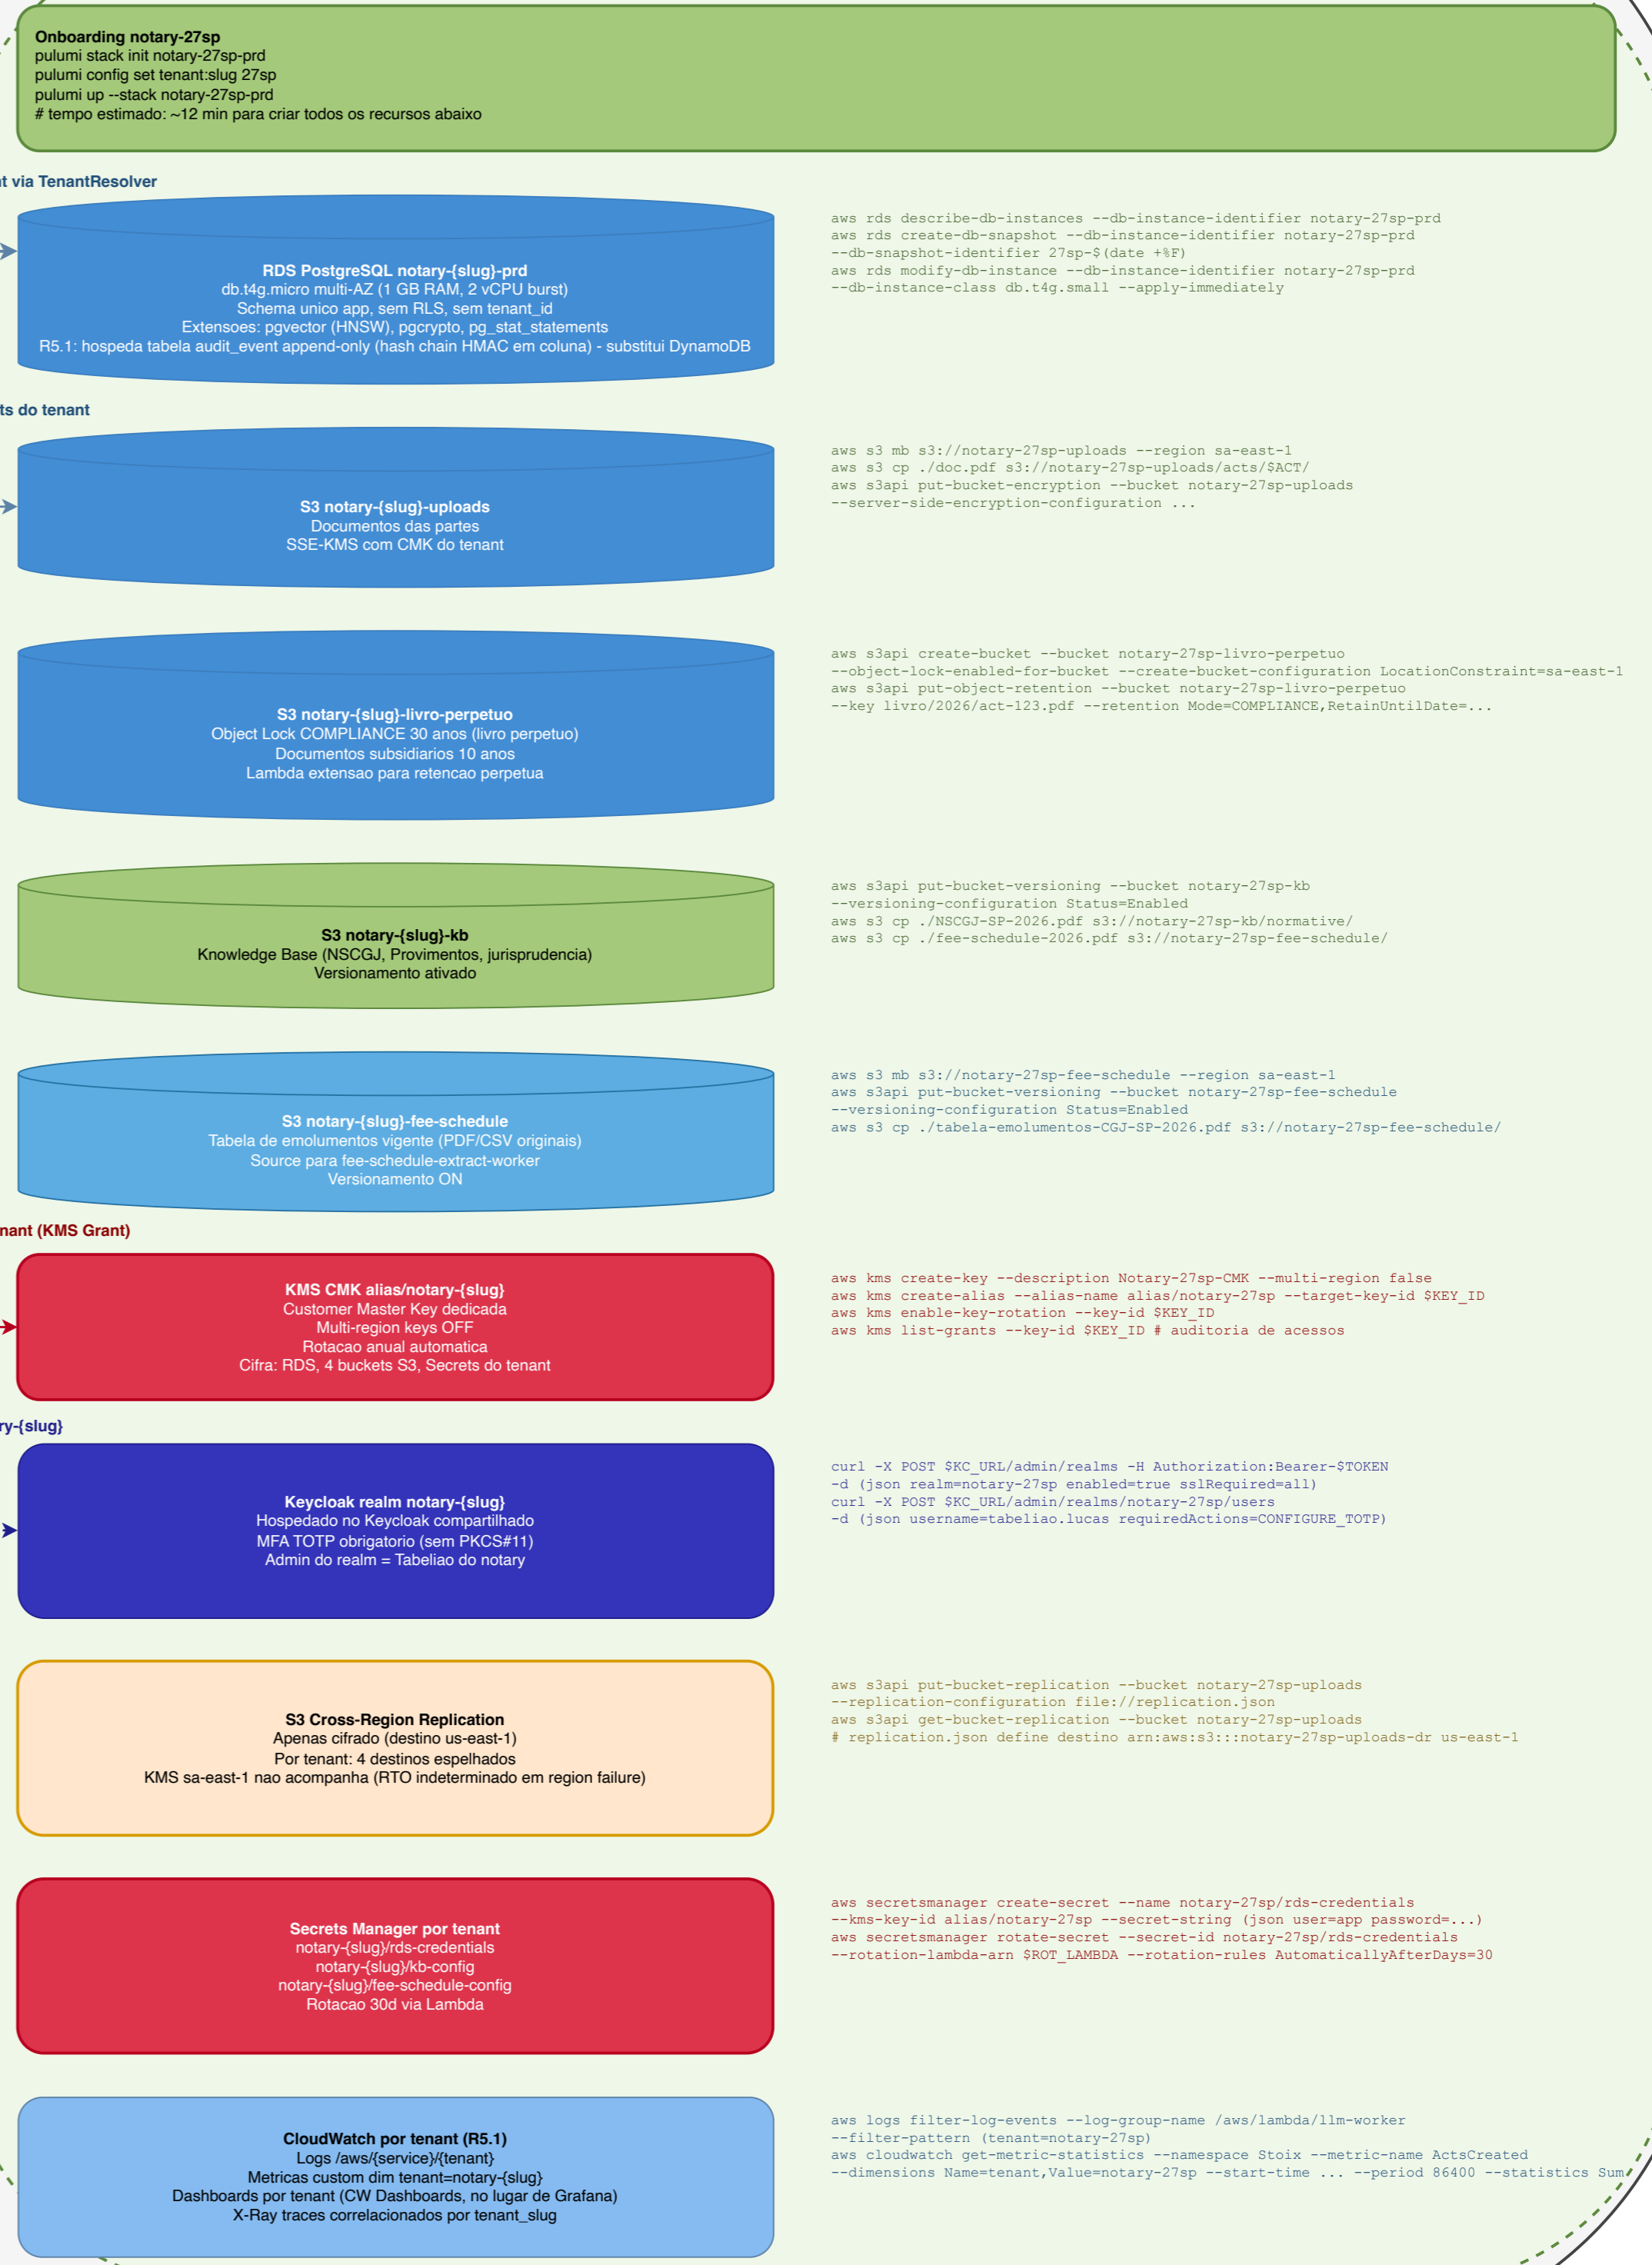 Onboarding notary-27sp
pulumi stack init notary-27sp-prd
pulumi config set tenant:slug 27sp
pulumi up --stack notary-27sp-prd
# tempo estimado: ~12 min para criar todos os recursos abaixo
via TenantResolver
RDS PostgreSQL notary-{slug}-prd
db.t4g.micro multi-AZ (1 GB RAM, 2 vCPU burst)
Schema unico app, sem RLS, sem tenant_id
Extensoes: pgvector (HNSW), pgcrypto, pg_stat_statements
R5.1: hospeda tabela audit_event append-only (hash chain HMAC em coluna) - substitui DynamoDB
aws rds describe-db-instances --db-instance-identifier notary-27sp-prd
aws rds create-db-snapshot --db-instance-identifier notary-27sp-prd
--db-snapshot-identifier 27sp-$(date +%F)
aws rds modify-db-instance --db-instance-identifier notary-27sp-prd
--db-instance-class db.t4g.small --apply-immediately
ts do tenant
S3 notary-{slug}-uploads
Documentos das partes
SSE-KMS com CMK do tenant
aws s3 mb s3://notary-27sp-uploads --region sa-east-1
aws s3 cp ./doc.pdf s3://notary-27sp-uploads/acts/$ACT/
aws s3api put-bucket-encryption --bucket notary-27sp-uploads
--server-side-encryption-configuration ...
S3 notary-{slug}-livro-perpetuo
Object Lock COMPLIANCE 30 anos (livro perpetuo)
Documentos subsidiarios 10 anos
Lambda extensao para retencao perpetua
aws s3api create-bucket --bucket notary-27sp-livro-perpetuo
--object-lock-enabled-for-bucket --create-bucket-configuration LocationConstraint=sa-east-1
aws s3api put-object-retention --bucket notary-27sp-livro-perpetuo
--key livro/2026/act-123.pdf --retention Mode=COMPLIANCE,RetainUntilDate=...
S3 notary-{slug}-kb
Knowledge Base (NSCGJ, Provimentos, jurisprudencia)
Versionamento ativado
aws s3api put-bucket-versioning --bucket notary-27sp-kb
--versioning-configuration Status=Enabled
aws s3 cp ./NSCGJ-SP-2026.pdf s3://notary-27sp-kb/normative/
aws s3 cp ./fee-schedule-2026.pdf s3://notary-27sp-fee-schedule/
S3 notary-{slug}-fee-schedule
Tabela de emolumentos vigente (PDF/CSV originais)
Source para fee-schedule-extract-worker
Versionamento ON
aws s3 mb s3://notary-27sp-fee-schedule --region sa-east-1
aws s3api put-bucket-versioning --bucket notary-27sp-fee-schedule
--versioning-configuration Status=Enabled
aws s3 cp ./tabela-emolumentos-CGJ-SP-2026.pdf s3://notary-27sp-fee-schedule/
nant (KMS Grant)
KMS CMK alias/notary-{slug}
Customer Master Key dedicada
Multi-region keys OFF
Rotacao anual automatica
Cifra: RDS, 4 buckets S3, Secrets do tenant
aws kms create-key --description Notary-27sp-CMK --multi-region false
aws kms create-alias --alias-name alias/notary-27sp --target-key-id $KEY_ID
aws kms enable-key-rotation --key-id $KEY_ID
aws kms list-grants --key-id $KEY_ID # auditoria de acessos
ry-{slug}
Keycloak realm notary-{slug}
Hospedado no Keycloak compartilhado
MFA TOTP obrigatorio (sem PKCS#11)
Admin do realm = Tabeliao do notary
curl -X POST $KC_URL/admin/realms -H Authorization:Bearer-$TOKEN
-d (json realm=notary-27sp enabled=true sslRequired=all)
curl -X POST $KC_URL/admin/realms/notary-27sp/users
-d (json username=tabeliao.lucas requiredActions=CONFIGURE_TOTP)
S3 Cross-Region Replication
Apenas cifrado (destino us-east-1)
Por tenant: 4 destinos espelhados
KMS sa-east-1 nao acompanha (RTO indeterminado em region failure)
aws s3api put-bucket-replication --bucket notary-27sp-uploads
--replication-configuration file://replication.json
aws s3api get-bucket-replication --bucket notary-27sp-uploads
# replication.json define destino arn:aws:s3:::notary-27sp-uploads-dr us-east-1
Secrets Manager por tenant
notary-{slug}/rds-credentials
notary-{slug}/kb-config
notary-{slug}/fee-schedule-config
Rotacao 30d via Lambda
aws secretsmanager create-secret --name notary-27sp/rds-credentials
--kms-key-id alias/notary-27sp --secret-string (json user=app password=...)
aws secretsmanager rotate-secret --secret-id notary-27sp/rds-credentials
--rotation-lambda-arn $ROT_LAMBDA --rotation-rules AutomaticallyAfterDays=30
CloudWatch por tenant (R5.1)
Logs /aws/{service}/{tenant}
Metricas custom dim tenant=notary-{slug}
Dashboards por tenant (CW Dashboards, no lugar de Grafana)
X-Ray traces correlacionados por tenant_slug
aws logs filter-log-events --log-group-name /aws/lambda/llm-worker
--filter-pattern (tenant=notary-27sp)
aws cloudwatch get-metric-statistics --namespace Stoix --metric-name ActsCreated
--dimensions Name=tenant,Value=notary-27sp --start-time ... --period 86400 --statistics Sum